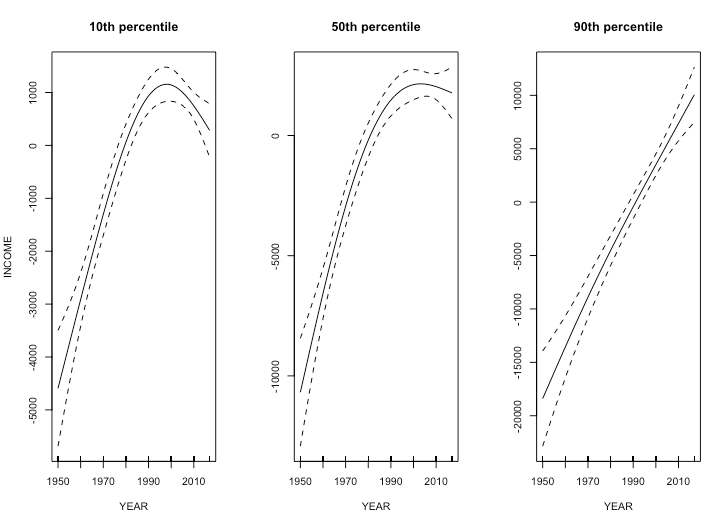 10th percentile
50th percentile
90th percentile
INCOME
1000
0
-1000
-2000
-3000
-4000
-5000
1950 1970 1990 2010
YEAR
0
-5000
-10000
1950 1970 1990 2010
YEAR
10000
5000
0
-5000
-10000
-15000
-20000
1950 1970 1990 2010
YEAR